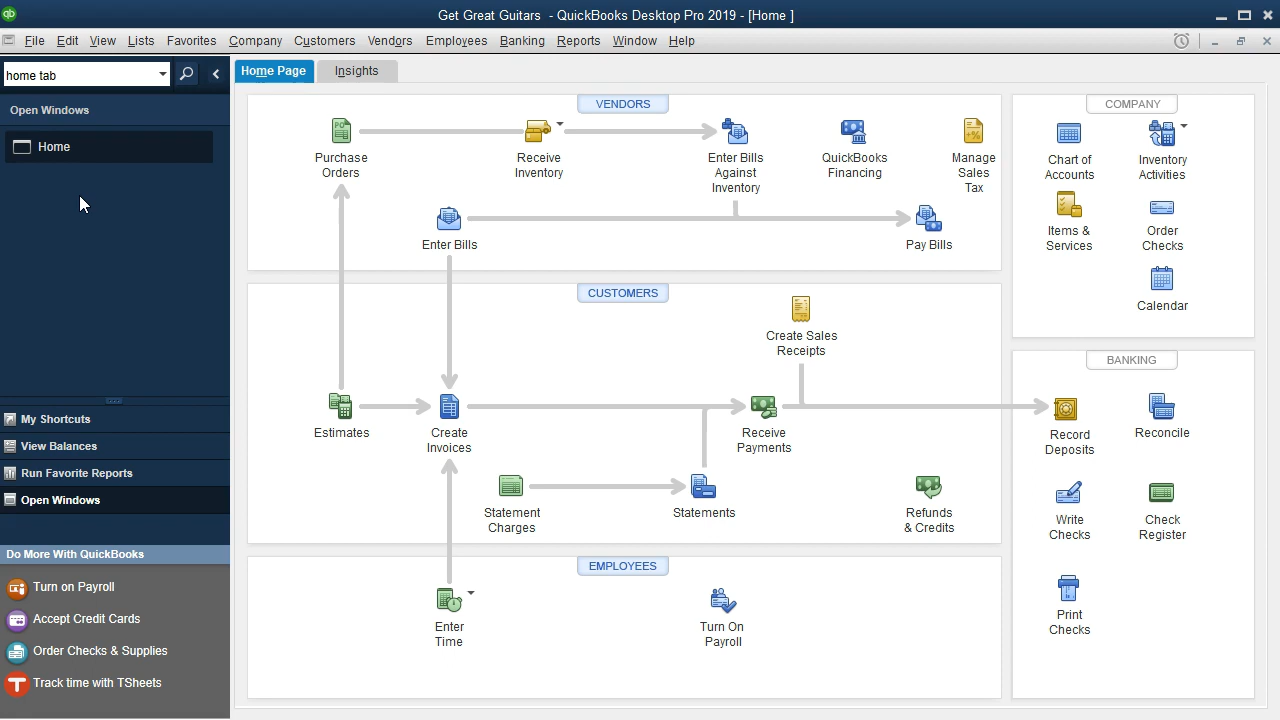 qb
Get Great Guitars - QuickBooks Desktop Pro 2019 - [Home ]
File Edit View Lists Favorites Company Customers Vendors Employees Banking Reports Window Help
home tab
Home Page
Insights
Open Windows
Home
My Shortcuts
View Balances
Run Favorite Reports
Open Windows
Do More With QuickBooks
Turn on Payroll
Accept Credit Cards
Order Checks & Supplies
Track time with TSheets
VENDORS
Purchase
Orders
Receive
Inventory
Enter Bills
Against
Inventory
QuickBooks
Financing
Manage
Sales
Tax
Enter Bills
Pay Bills
CUSTOMERS
Create Sales
Receipts
Estimates
Create
Invoices
Receive
Payments
Statement
Charges
Statements
Refunds
& Credits
EMPLOYEES
Enter
Time
Turn On
Payroll
COMPANY
Chart of
Accounts
Inventory
Activities
Items &
Services
Order
Checks
Calendar
BANKING
Record
Deposits
Reconcile
Write
Checks
Check
Register
Print
Checks